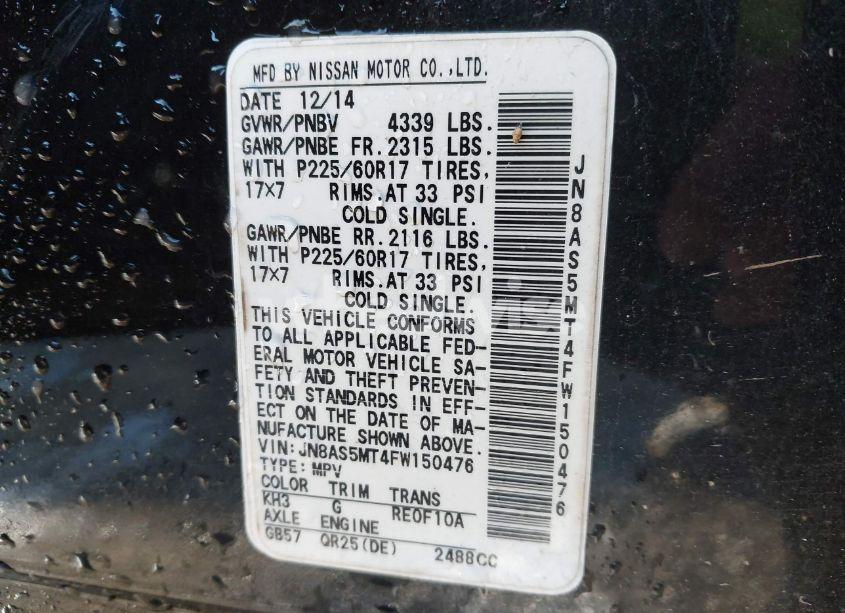 MFD BY NISSAN MOTOR CO.,LTD.
DATE 12/14
GVWR/PNBV 4339 LBS.
GAWR/PNBE FR. 2315 LBS.
WITH P225/60R17 TIRES,
17×7 RIMS.AT 33 PSI
COLD SINGLE.
GAWR/PNBE RR. 2116 LBS.
WITH P225/60R17 TIRES,
17×7 RIMS.AT 33 PSI
COLD SINGLE.
THIS VEHICLE CONFORMS
TO ALL APPLICABLE FED-
ERAL MOTOR VEHICLE SA-
FETY AND THEFT PREVEN-
TION STANDARDS IN EFF-
ECT ON THE DATE OF MA-
NUFACTURE SHOWN ABOVE.
VIN:JN8AS5MT4FW150476
TYPE:MPV
COLOR TRIM TRANS
KH3 G RE0F10A
AXLE ENGINE
GB57 QR25(DE) 2488CC
JN8AS5MT4FW150476